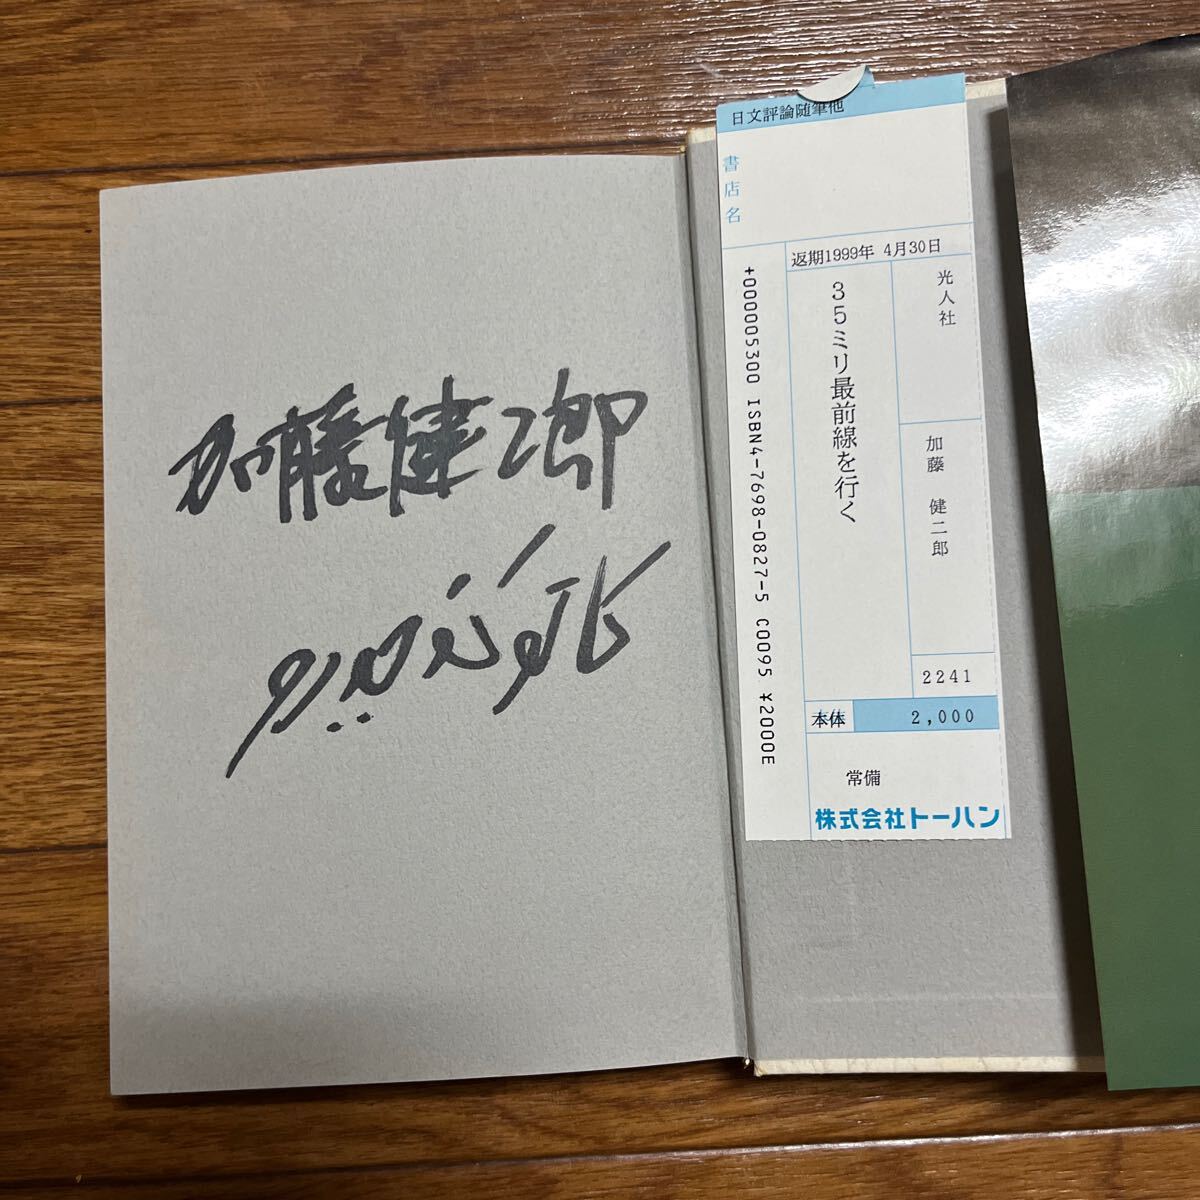 加藤健二郎
日文評論随筆他
書店名
返期1999年 4月30日
光人社
加藤 健二郎
35ミリ最前線を行く
+000005300 ISBN4-7698-0827-5 C0095 ¥2000E
2241
本体 2,000
常備
株式会社トーハン